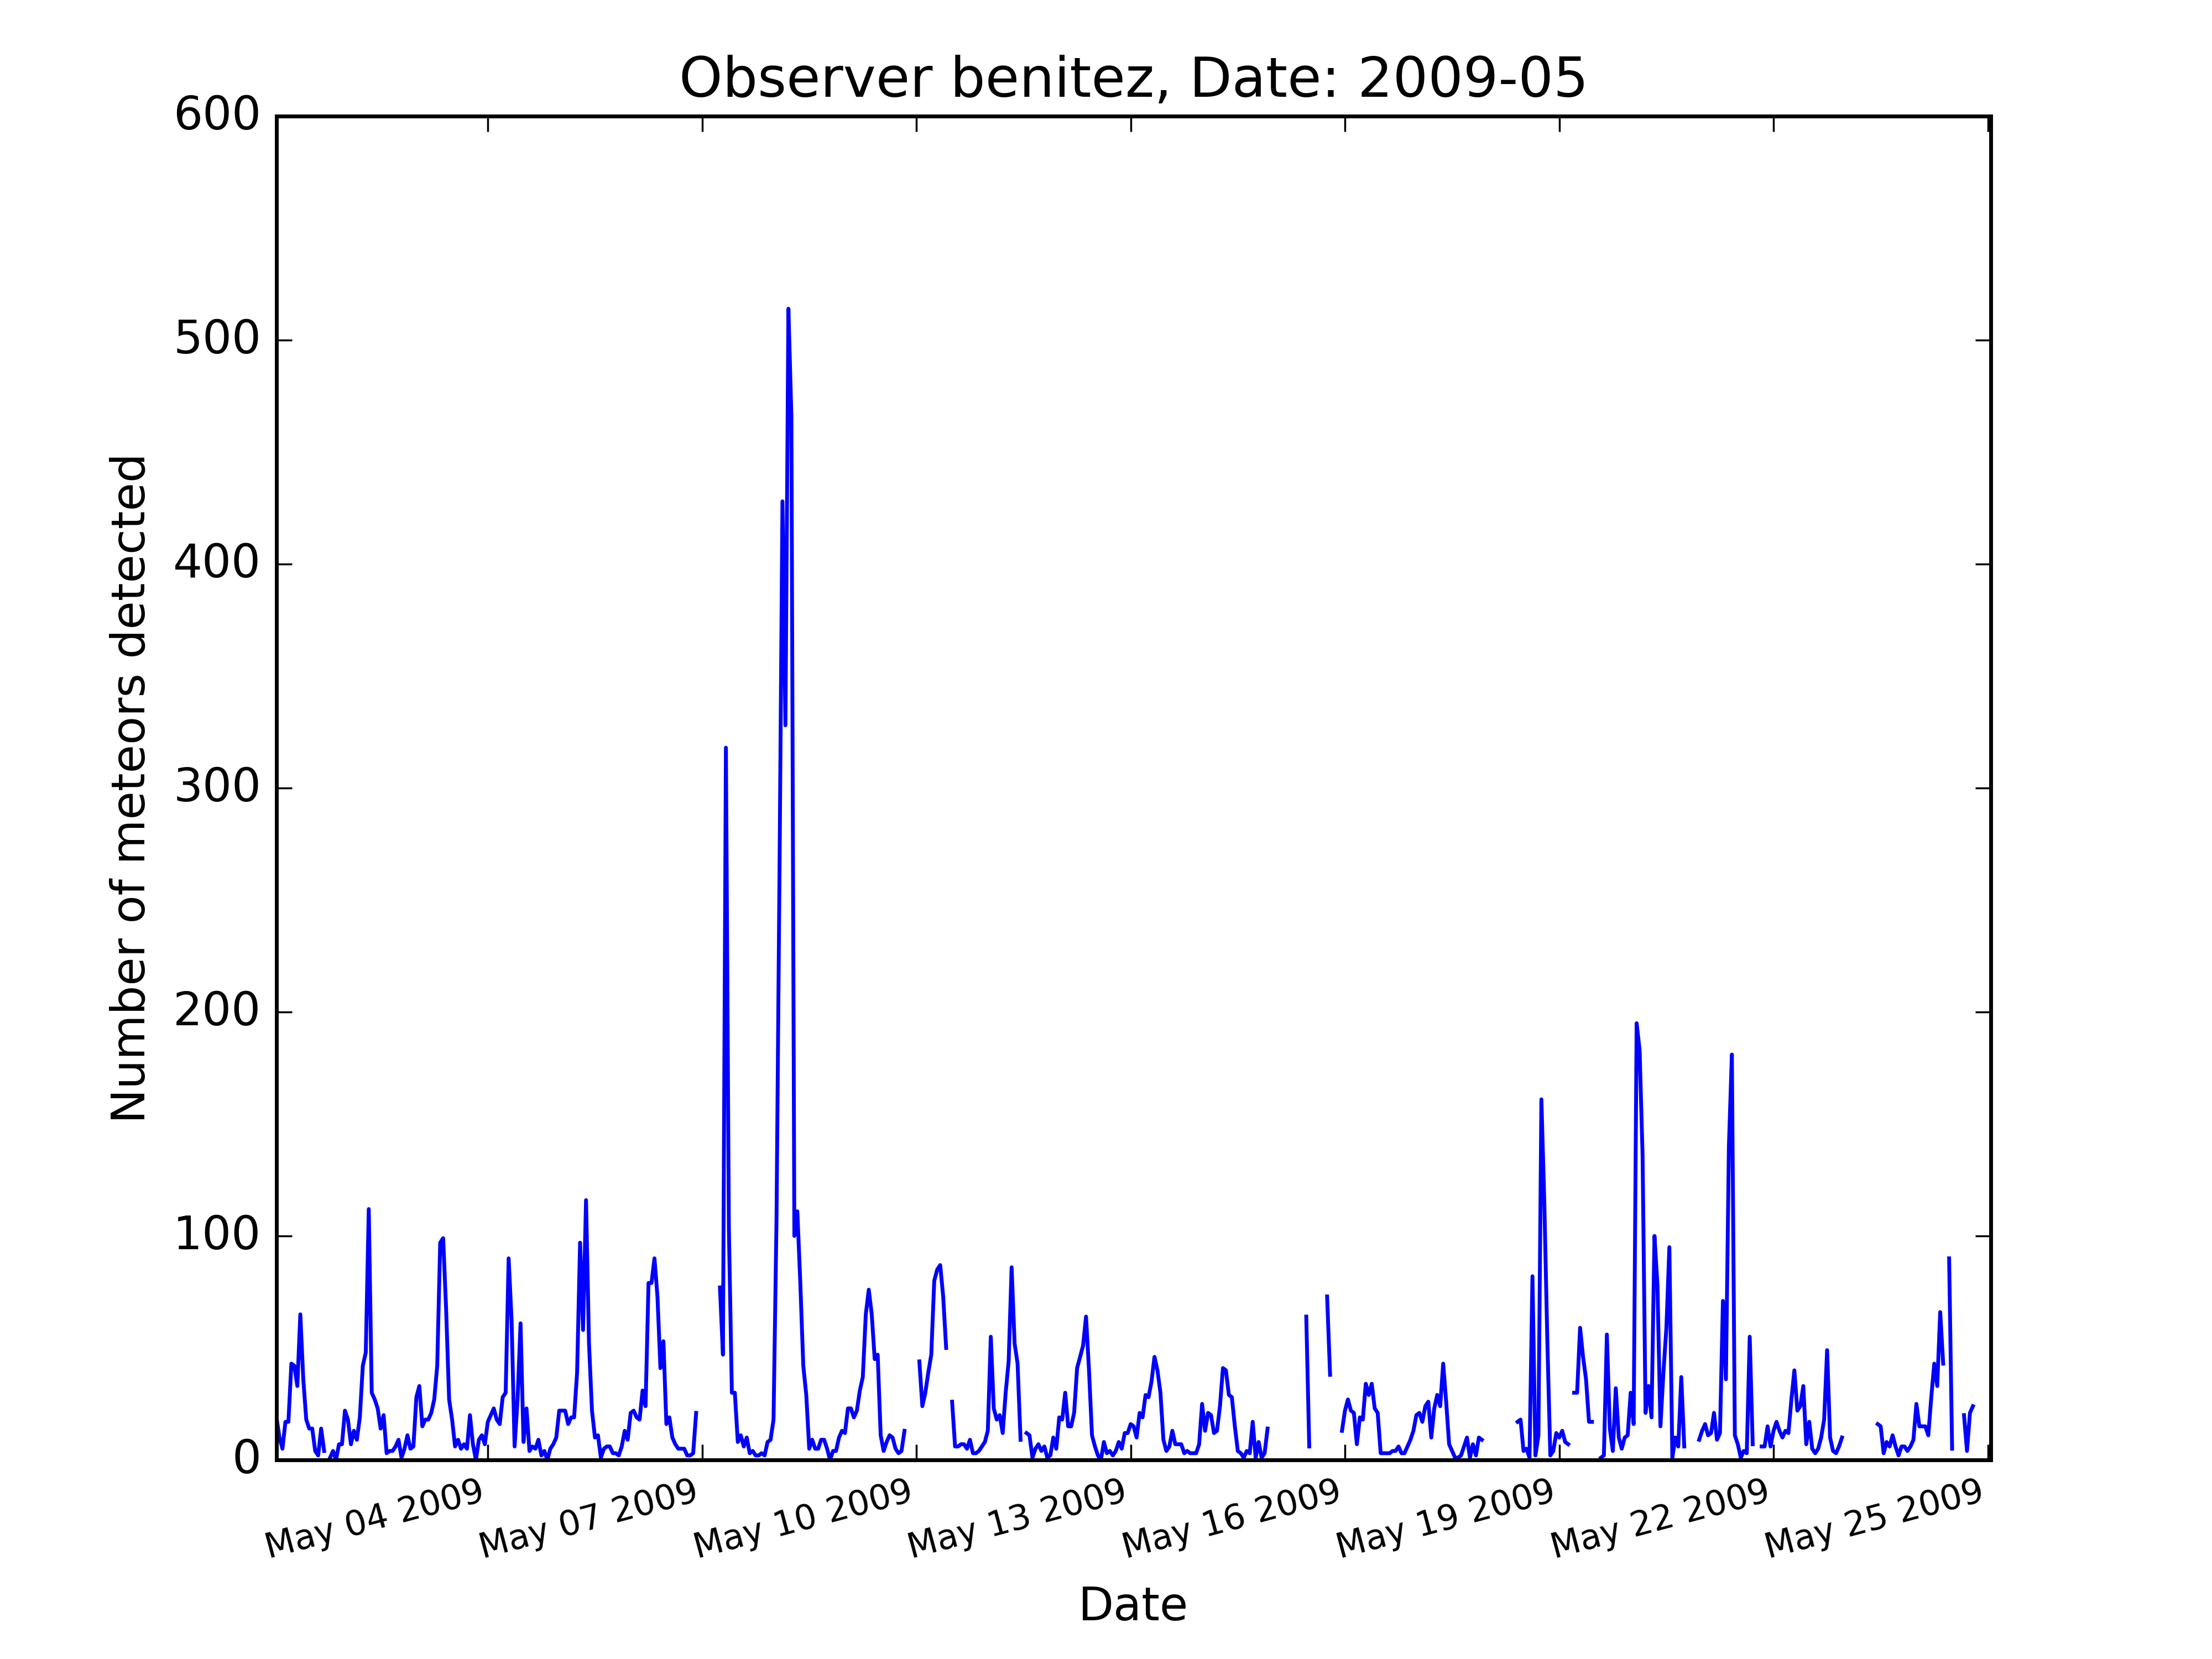 Observer benitez, Date: 2009-05
600
500
400
300
200
100
0
Number of meteors detected
May 04 2009
May 07 2009
May 10 2009
May 13 2009
May 16 2009
May 19 2009
May 22 2009
May 25 2009
Date